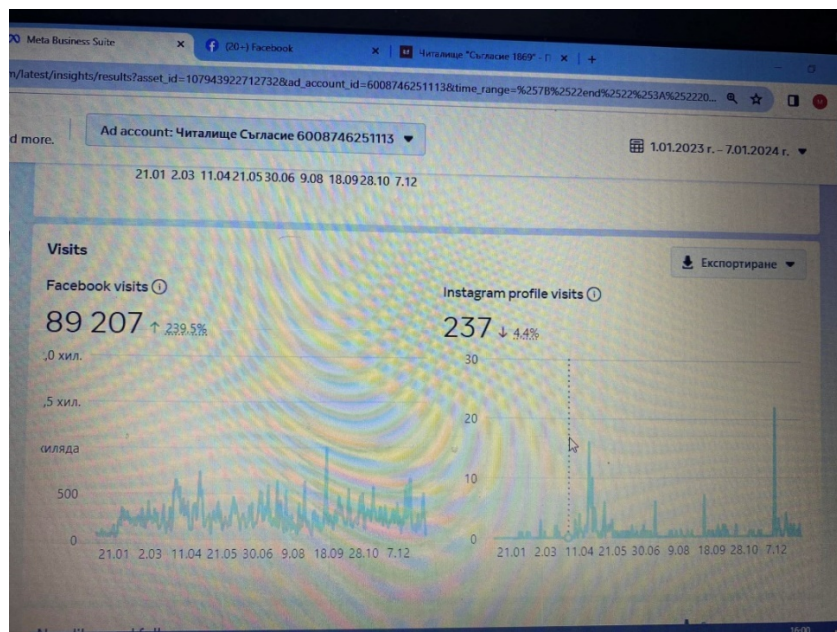 Meta Business Suite
(20+) Facebook
Читалище "Съгласие 1869" - П
n/latest/insights/results?asset_id=107943922712732&ad_account_id=6008746251113&time_range=%257B%2522end%2522%253A%252220...
d more.
Ad account: Читалище Съгласие 6008746251113
1.01.2023 г. – 7.01.2024 г.
21.01 2.03 11.04 21.05 30.06 9.08 18.09 28.10 7.12
Visits
Експортиране
Facebook visits
89 207 ↑ 239.5%
,0 хил.
,5 хил.
хиляда
500
0
21.01 2.03 11.04 21.05 30.06 9.08 18.09 28.10 7.12
Instagram profile visits
237 ↓ 4.4%
30
20
10
0
21.01 2.03 11.04 21.05 30.06 9.08 18.09 28.10 7.12
16:00